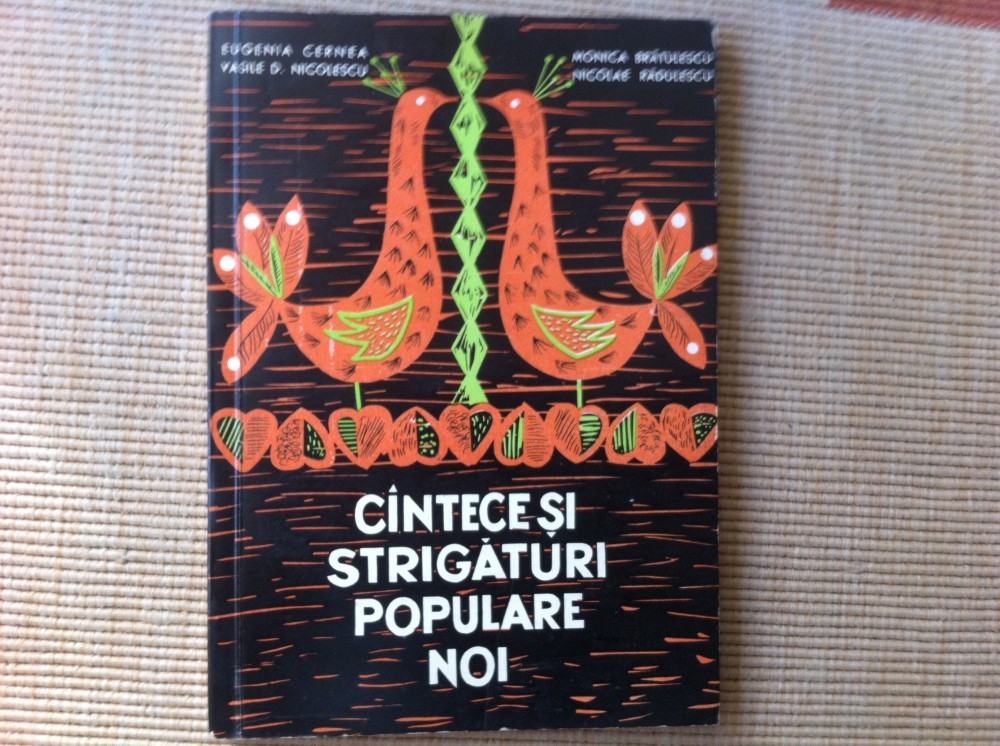 EUGENIA CERNEA
VASILE D. NICOLESCU
MONICA BRĂTULESCU
NICOLAE RĂDULESCU
CÎNTECE ȘI
STRIGĂTURI
POPULARE
NOI